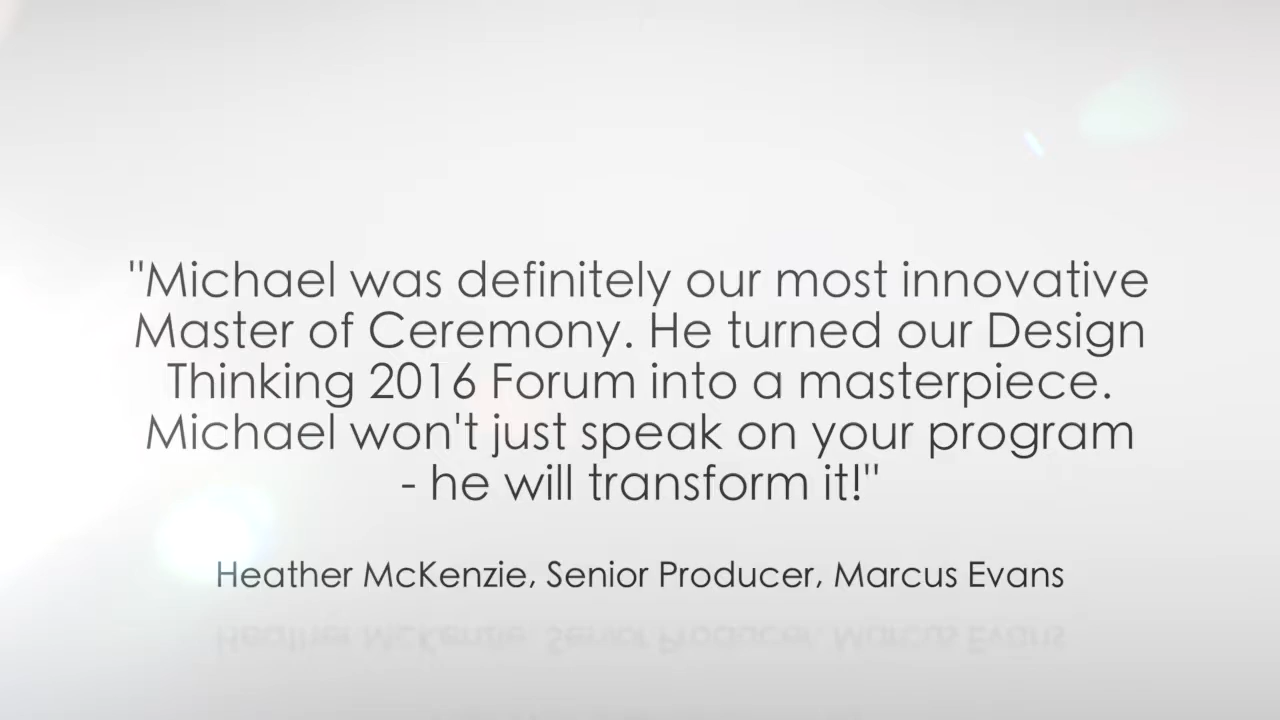 "Michael was definitely our most innovative
Master of Ceremony. He turned our Design
Thinking 2016 Forum into a masterpiece.
Michael won't just speak on your program
- he will transform it!"
Heather McKenzie, Senior Producer, Marcus Evans